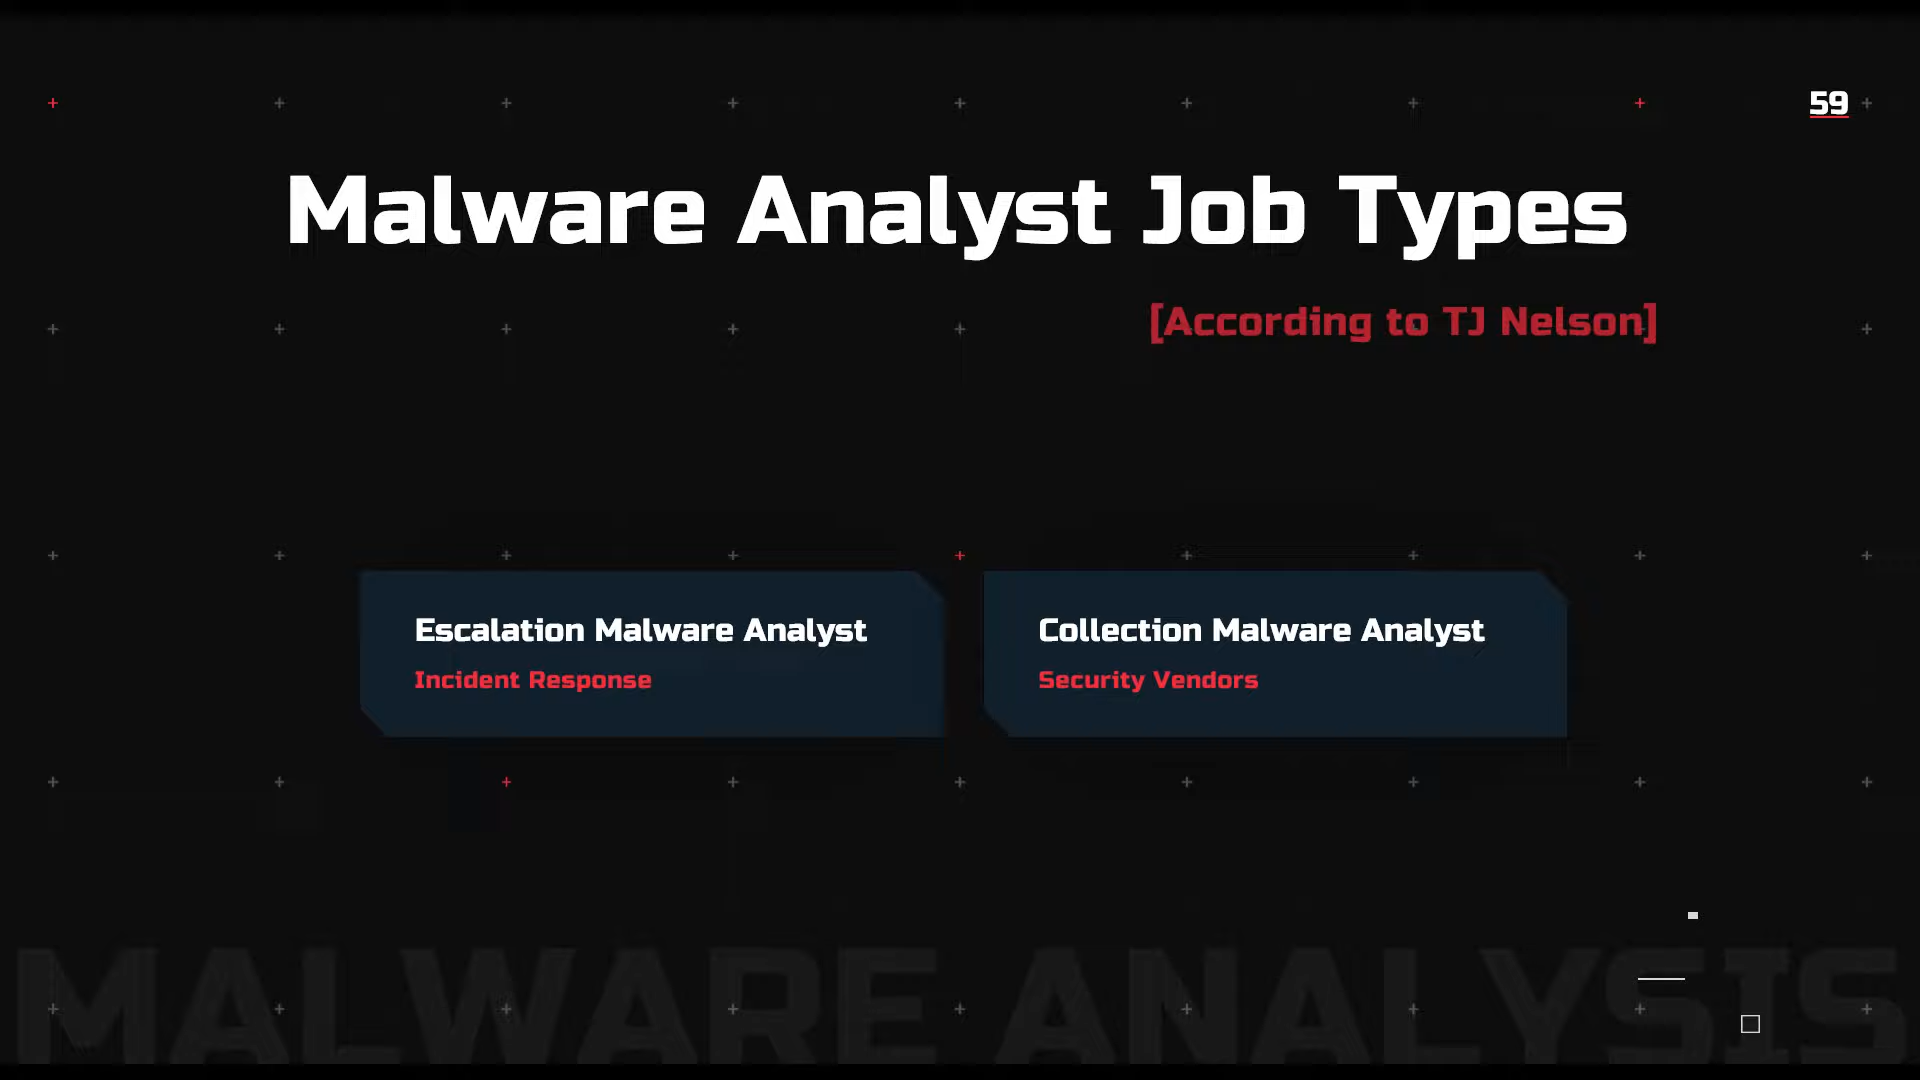 59
Malware Analyst Job Types
[According to TJ Nelson]
Escalation Malware Analyst
Incident Response
Collection Malware Analyst
Security Vendors
MALWARE ANALYSIS